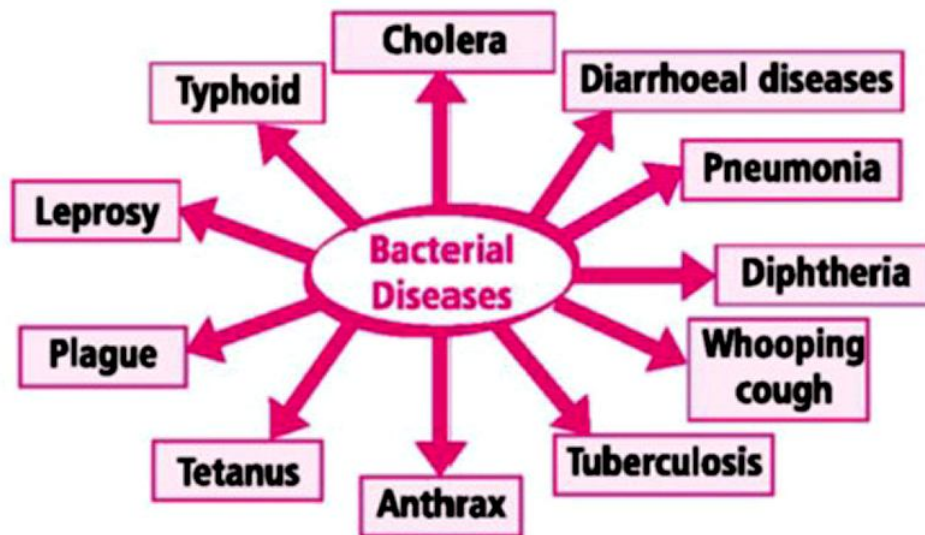 Cholera
Diarrhoeal diseases
Typhoid
Pneumonia
Leprosy
Bacterial
Diseases
Diphtheria
Plague
Whooping
cough
Tetanus
Tuberculosis
Anthrax